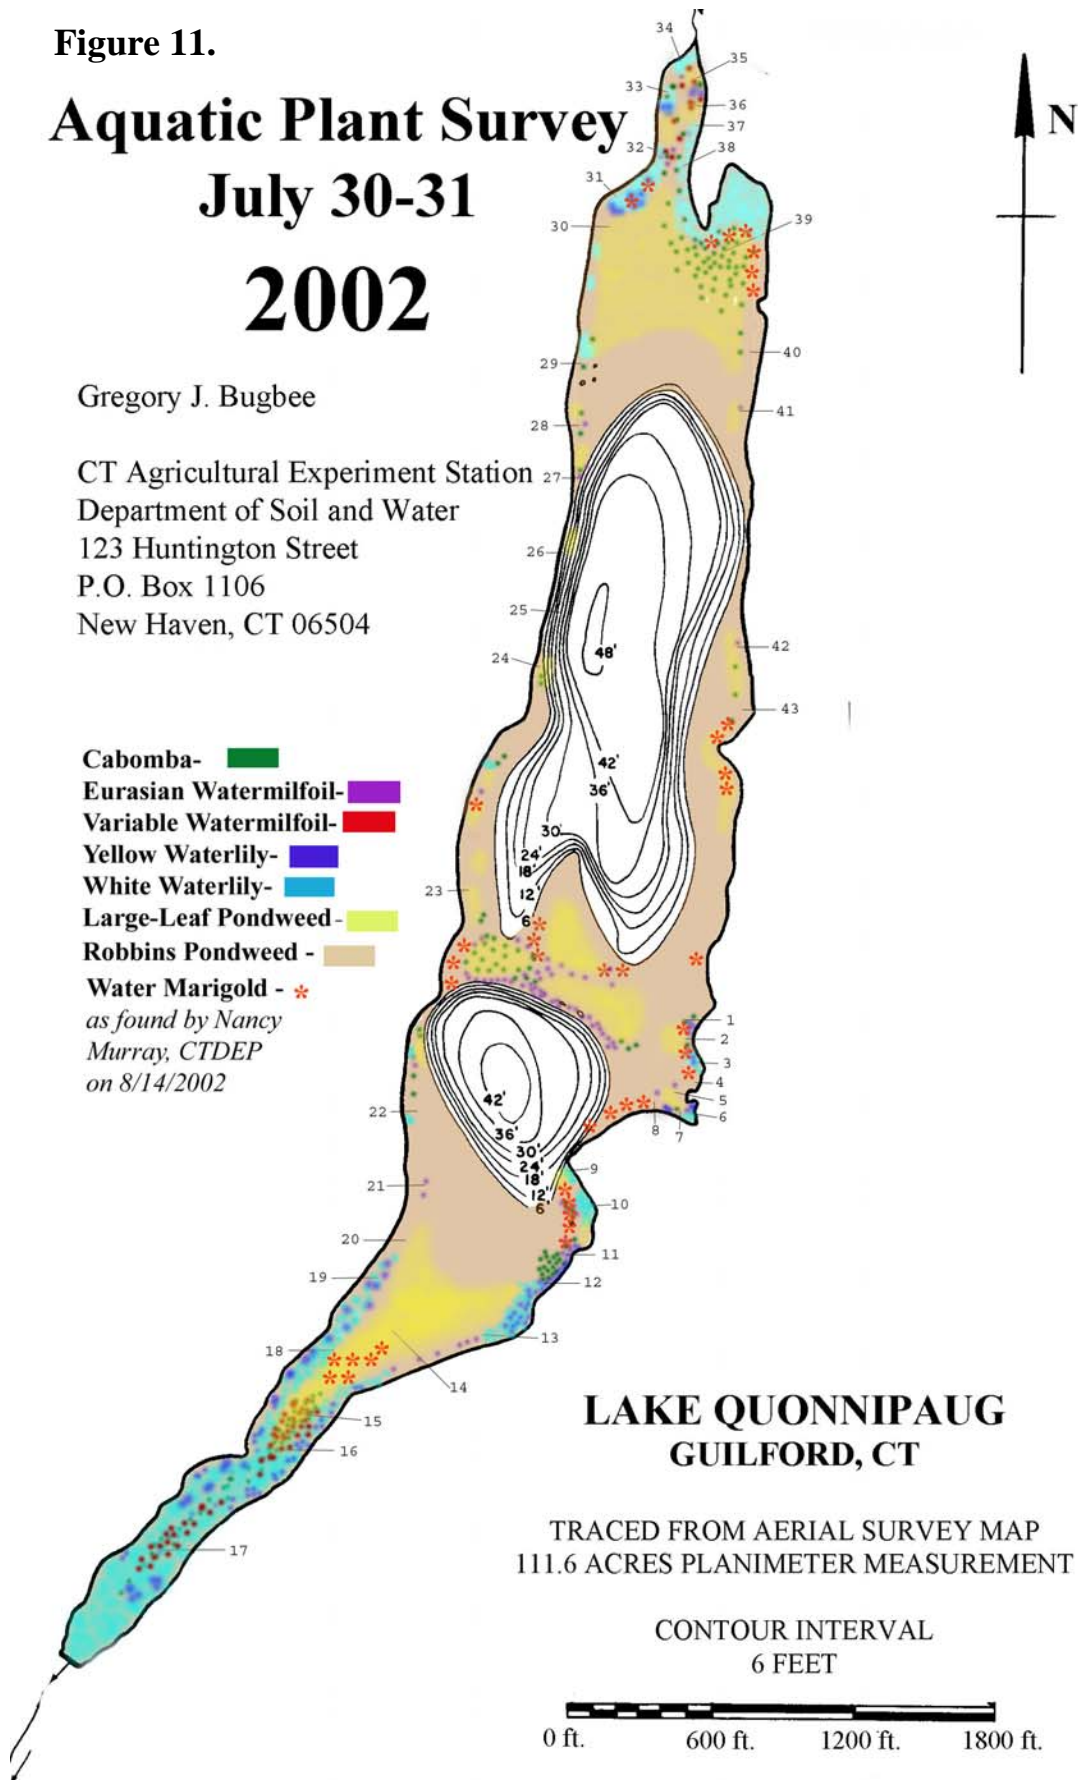 Figure 11.
Aquatic Plant Survey
July 30-31
2002
Gregory J. Bugbee
CT Agricultural Experiment Station
Department of Soil and Water
123 Huntington Street
P.O. Box 1106
New Haven, CT 06504
N
N
34
35
33
36
37
32
38
31
30
39
29
40
28
41
27
26
25
24
42
43
48'
42'
36'
30'
24'
18'
12'
6'
23
Cabomba-
Eurasian Watermilfoil-
Variable Watermilfoil-
Yellow Waterlily-
White Waterlily-
Large-Leaf Pondweed -
Robbins Pondweed -
Water Marigold - *
as found by Nancy
Murray, CTDEP
on 8/14/2002
1
2
3
4
5
6
7
8
22
42'
36'
30'
24'
18'
12'
6'
9
21
10
20
11
19
12
13
18
14
15
16
17
LAKE QUONNIPAUG
GUILFORD, CT
TRACED FROM AERIAL SURVEY MAP
111.6 ACRES PLANIMETER MEASUREMENT
CONTOUR INTERVAL
6 FEET
0 ft. 600 ft. 1200 ft. 1800 ft.